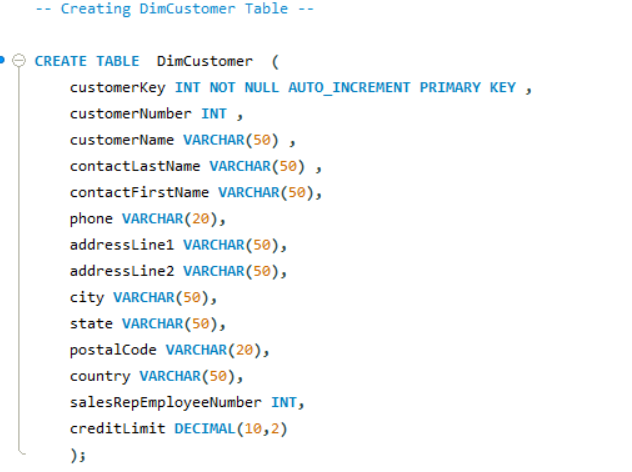 -- Creating DimCustomer Table --
CREATE TABLE  DimCustomer  (
customerKey INT NOT NULL AUTO_INCREMENT PRIMARY KEY ,
customerNumber INT ,
customerName VARCHAR(50) ,
contactLastName VARCHAR(50) ,
contactFirstName VARCHAR(50),
phone VARCHAR(20),
addressLine1 VARCHAR(50),
addressLine2 VARCHAR(50),
city VARCHAR(50),
state VARCHAR(50),
postalCode VARCHAR(20),
country VARCHAR(50),
salesRepEmployeeNumber INT,
creditLimit DECIMAL(10,2)
);